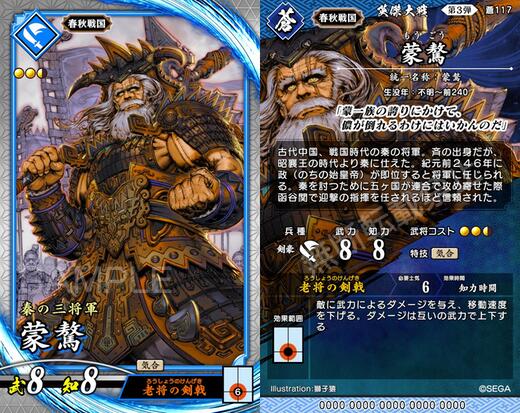 春秋戦国
SAMPLE
秦の三将軍
蒙驁
気合
武8 知8
ろうしょうのけんげき
老将の剣戟
6
蒼
春秋戦国
英傑大戦
第3弾
蒼117
もうごう
蒙驁
統一名称：蒙驁
生没年：不明～前240
「蒙一族の誇りにかけて、
儂が倒れるわけにはいかんのだ」
古代中国、戦国時代の秦の将軍。斉の出身だが、
昭襄王の時代より秦に仕えた。紀元前246年に
政（のちの始皇帝）が即位すると将軍に任じられ
る。秦を討つために五ヶ国が連合で攻め寄せた際
函谷関で迎撃の指揮を任されるほど信頼された。
兵種 武力 知力 武将コスト
剣豪 8 8 特技 気合
ろうしょうのけんげき 必要士気 効果時間
老将の剣戟 6 知力時間
効果範囲
敵に武力によるダメージを与え、移動速度
を下げる。ダメージは互いの武力で上下す
る
Illustration：獅子猿
©SEGA
0000 0000 0000 0000 0000